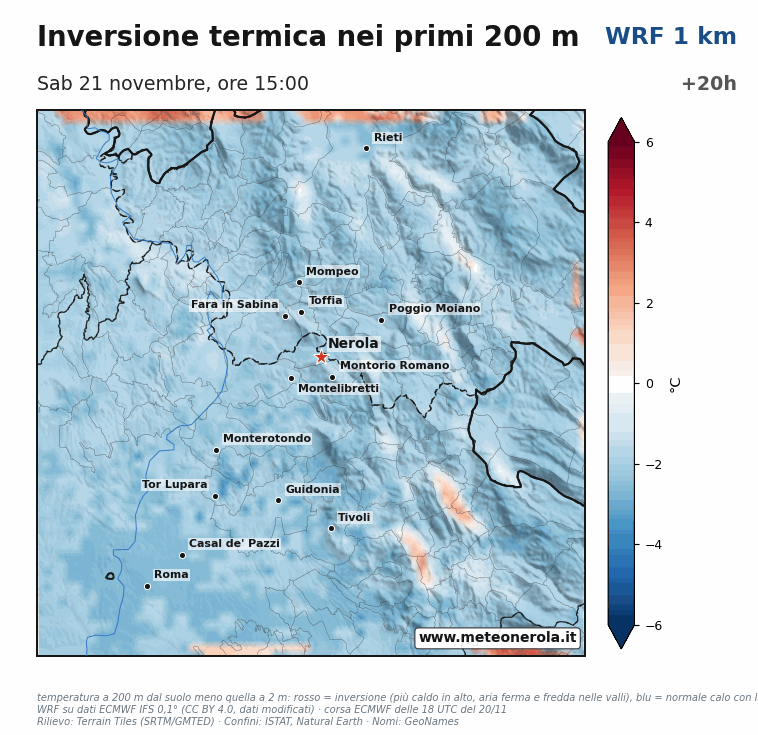 Inversione termica nei primi 200 m WRF 1 km
Sab 21 novembre, ore 15:00 +20h
Rieti
Mompeo
Toffia
Fara in Sabina
Poggio Moiano
Nerola
Montorio Romano
Montelibretti
Monterotondo
Tor Lupara
Guidonia
Tivoli
Casal de' Pazzi
Roma
www.meteonerola.it
6
4
2
0
−2
−4
−6
°C
temperatura a 200 m dal suolo meno quella a 2 m: rosso = inversione (più caldo in alto, aria ferma e fredda nelle valli), blu = normale calo con l
WRF su dati ECMWF IFS 0,1° (CC BY 4.0, dati modificati) · corsa ECMWF delle 18 UTC del 20/11
Rilievo: Terrain Tiles (SRTM/GMTED) · Confini: ISTAT, Natural Earth · Nomi: GeoNames